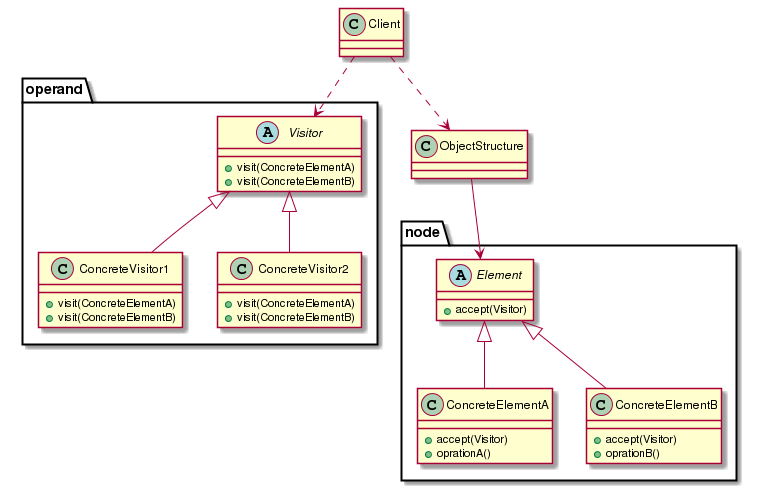 C Client
operand
A Visitor
visit(ConcreteElementA)
visit(ConcreteElementB)
C ObjectStructure
C ConcreteVisitor1
visit(ConcreteElementA)
visit(ConcreteElementB)
C ConcreteVisitor2
visit(ConcreteElementA)
visit(ConcreteElementB)
node
A Element
accept(Visitor)
C ConcreteElementA
accept(Visitor)
oprationA()
C ConcreteElementB
accept(Visitor)
oprationB()